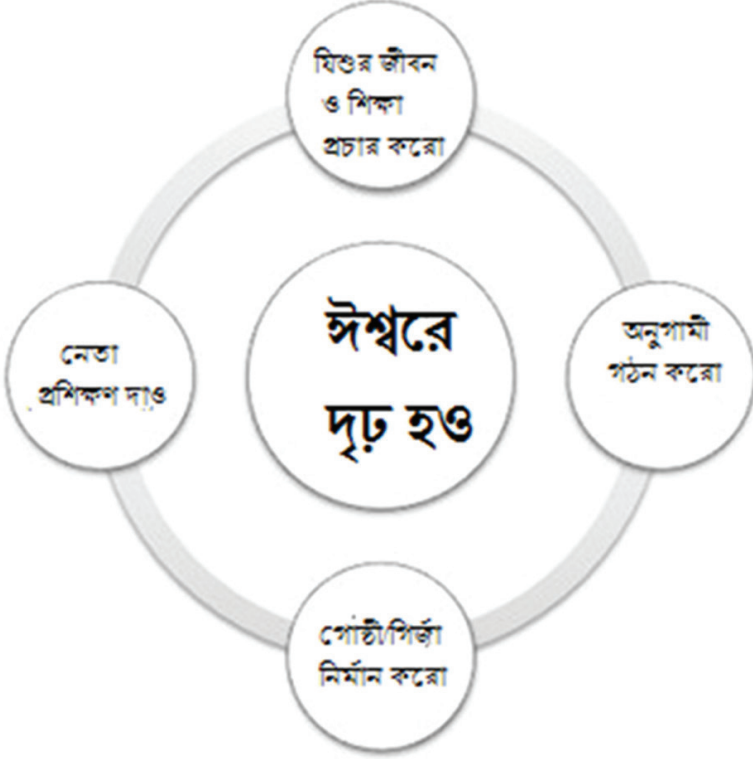 যিশুর জীবন
ও শিক্ষা
প্রচার করো
অনুগামী
গঠন করো
ঈশ্বরে
দৃঢ় হও
নেতা
প্রশিক্ষণ দাও
গোষ্ঠী/গির্জা
নির্মান করো